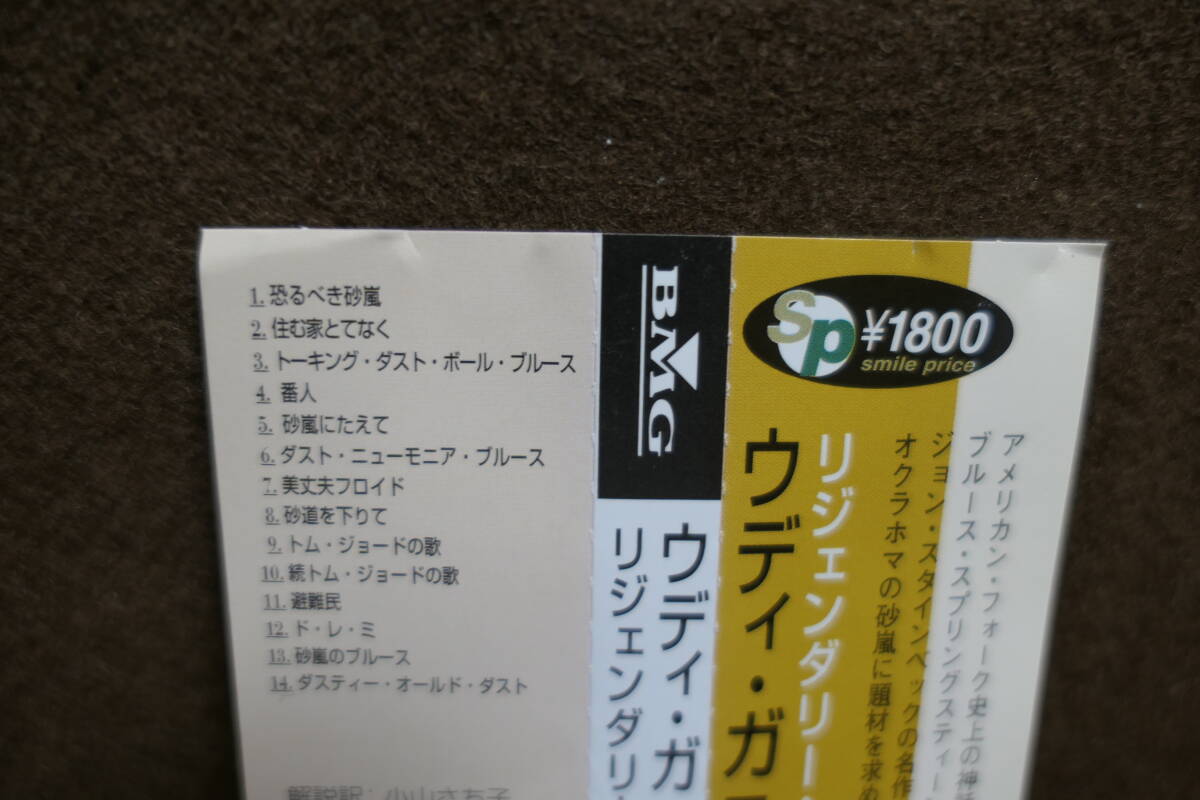 1. 恐るべき砂嵐
2. 住む家とてなく
3. トーキング・ダスト・ボール・ブルース
4. 番人
5. 砂嵐にたえて
6. ダスト・ニューモニア・ブルース
7. 美丈夫フロイド
8. 砂道を下りて
9. トム・ジョードの歌
10. 続トム・ジョードの歌
11. 避難民
12. ド・レ・ミ
13. 砂嵐のブルース
14. ダスティー・オールド・ダスト
解説訳：小山さち子
BMG
ウディ・ガ
リジェンダリ
Sp ¥1800
smile price
リジェンダリー
ウディ・ガ
アメリカン・フォーク史上の神話
ブルース・スプリングスティー
ジョン・スタインベックの名作
オクラホマの砂嵐に題材を求め